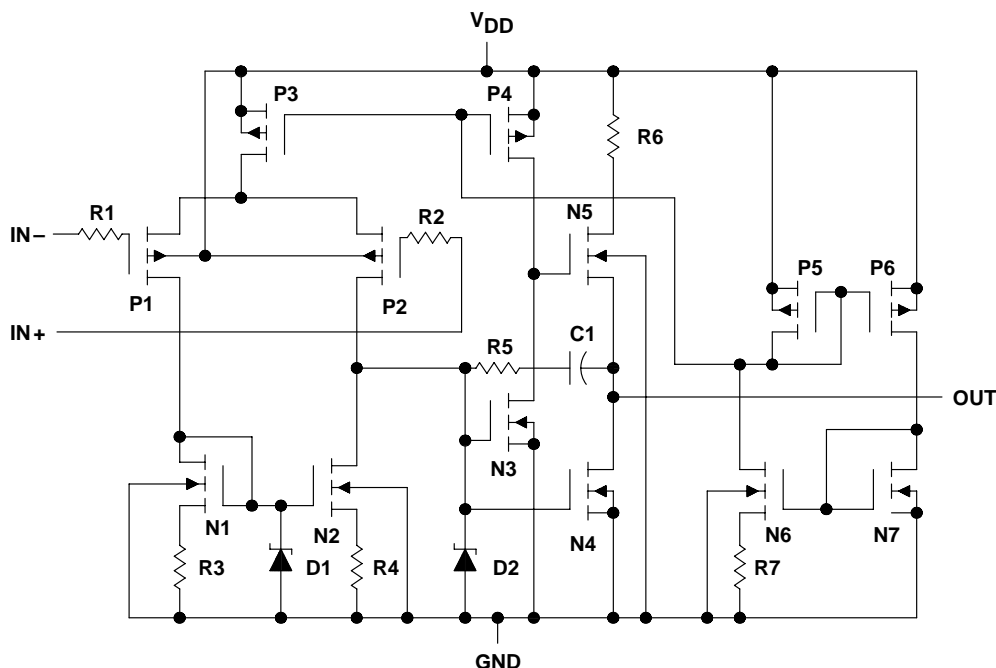 VDD
P3
P4
R6
R1
R2
N5
IN−
P5
P6
P1
P2
IN+
R5
C1
OUT
N3
N1
N2
N4
N6
N7
R3
D1
R4
D2
R7
GND